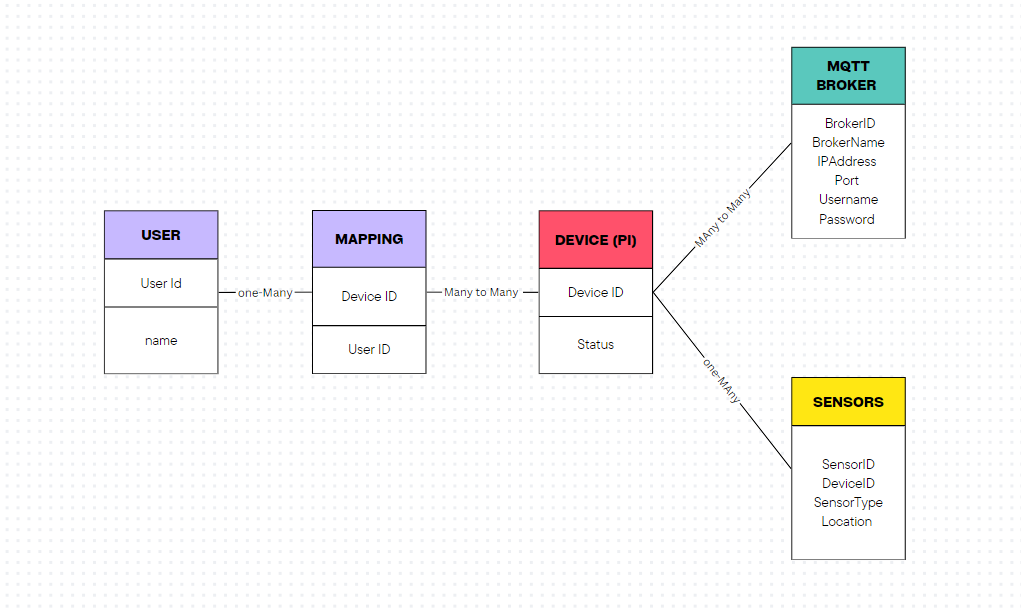 USER
User Id
name
one-Many
MAPPING
Device ID
User ID
Many to Many
DEVICE (PI)
Device ID
Status
MAny to Many
MQTT
BROKER
BrokerID
BrokerName
IPAddress
Port
Username
Password
one-MAny
SENSORS
SensorID
DeviceID
SensorType
Location